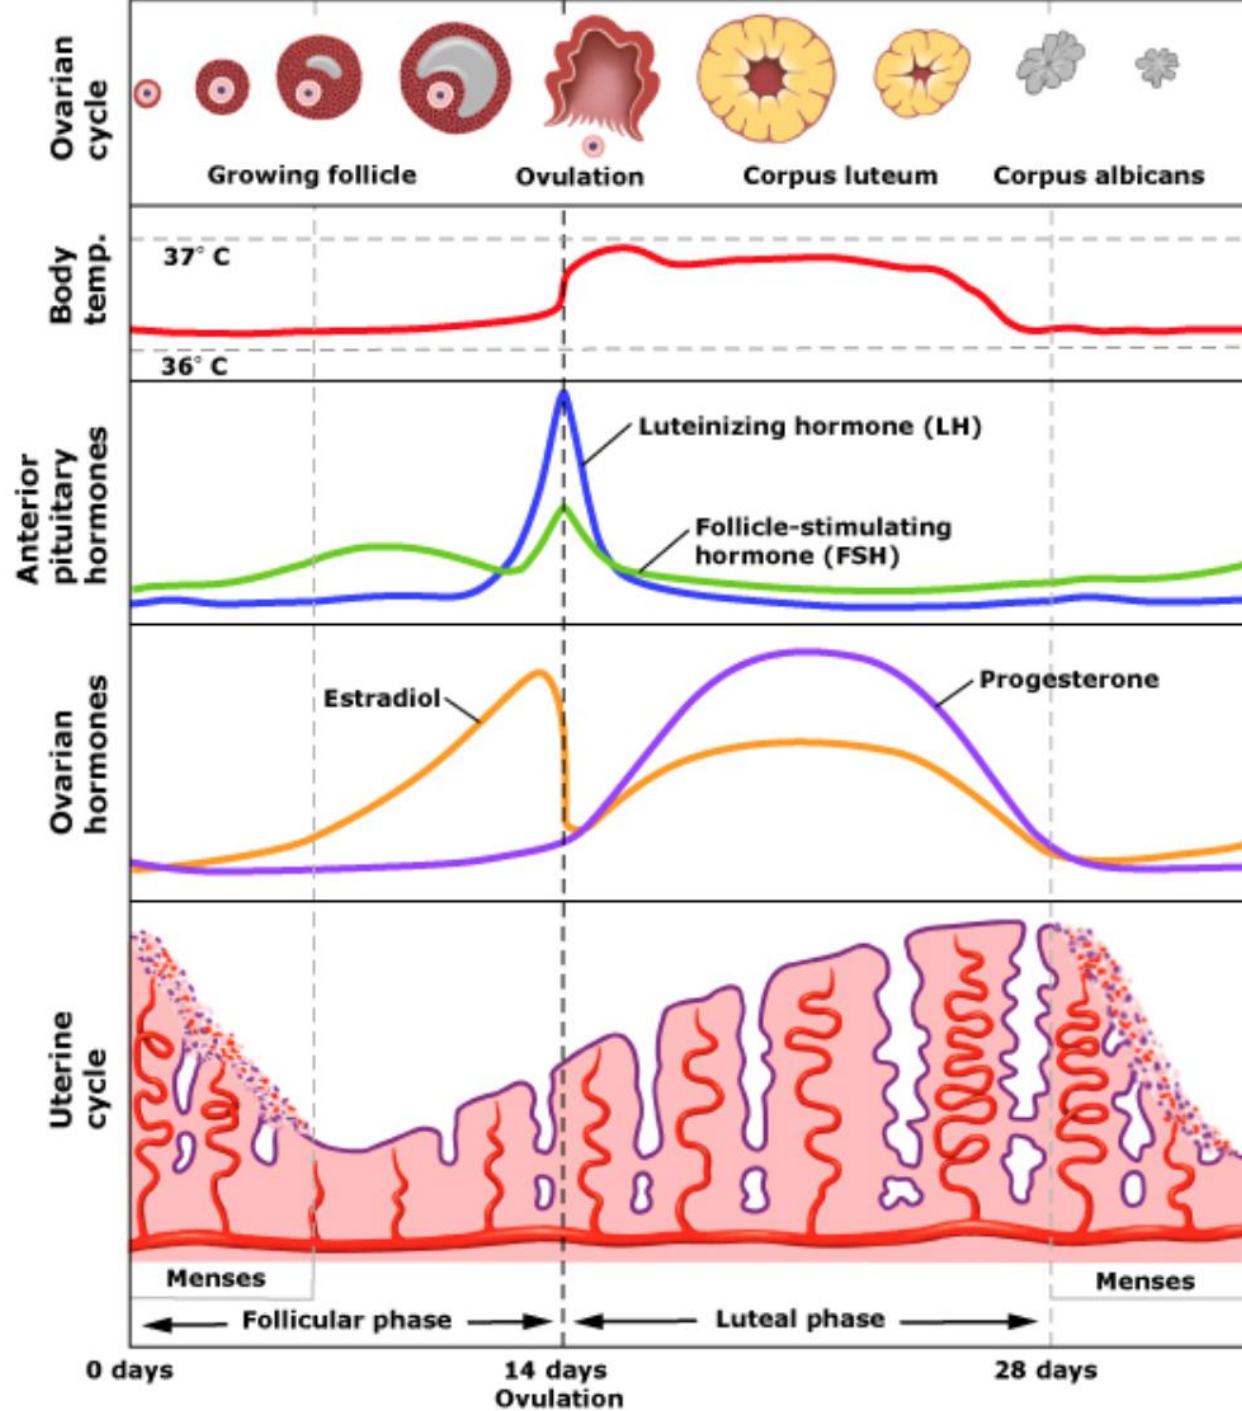 Ovarian
cycle
Growing follicle
Ovulation
Corpus luteum
Corpus albicans
Body
temp.
37° C
36° C
Anterior
pituitary
hormones
Luteinizing hormone (LH)
Follicle-stimulating
hormone (FSH)
Ovarian
hormones
Estradiol
Progesterone
Uterine
cycle
Menses
Menses
Follicular phase
Luteal phase
0 days
14 days
Ovulation
28 days